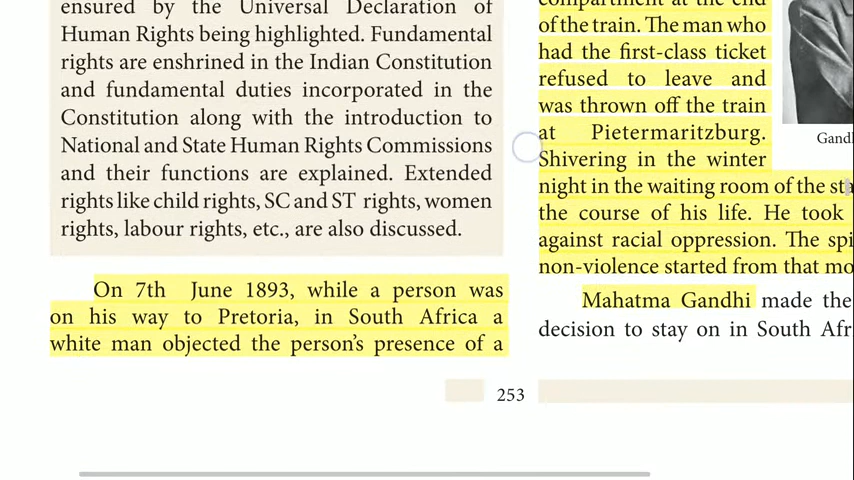 ensured by the Universal Declaration of
Human Rights being highlighted. Fundamental
rights are enshrined in the Indian Constitution
and fundamental duties incorporated in the
Constitution along with the introduction to
National and State Human Rights Commissions
and their functions are explained. Extended
rights like child rights, SC and ST rights, women
rights, labour rights, etc., are also discussed.
On 7th June 1893, while a person was
on his way to Pretoria, in South Africa a
white man objected the person's presence of a
compartment at the end
of the train. The man who
had the first-class ticket
refused to leave and
was thrown off the train
at Pietermaritzburg.
Shivering in the winter
night in the waiting room of the
the course of his life. He took
against racial oppression. The
non-violence started from that
Mahatma Gandhi made the
decision to stay on in South
253